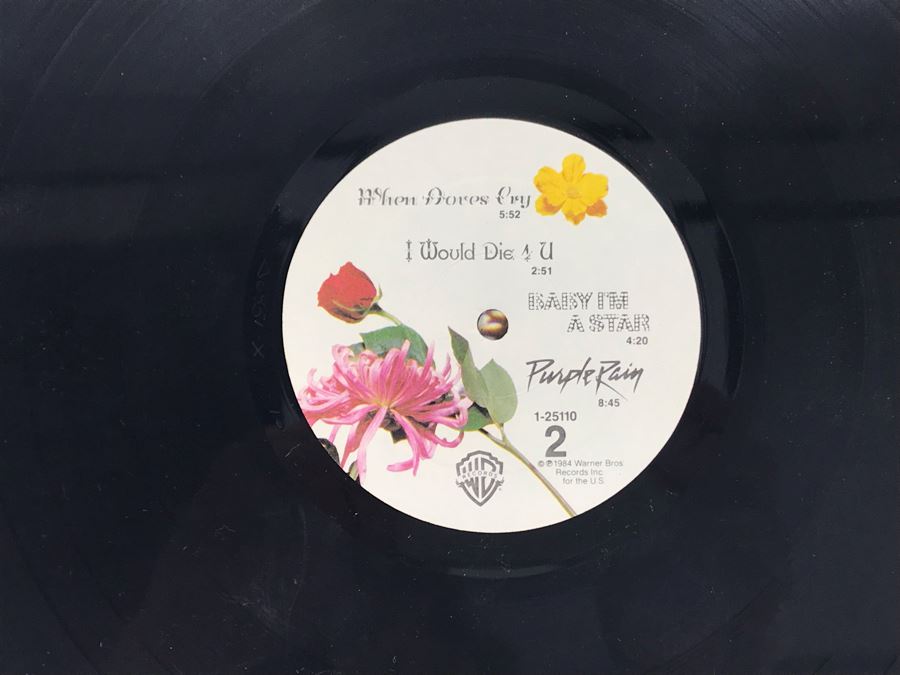 When Doves Cry
5:52
I Would Die 4 U
2:51
BABY I'M
A STAR
4:20
Purple Rain
8:45
1-25110
2
©℗1984 Warner Bros
Records Inc
for the U.S.
RECORDS